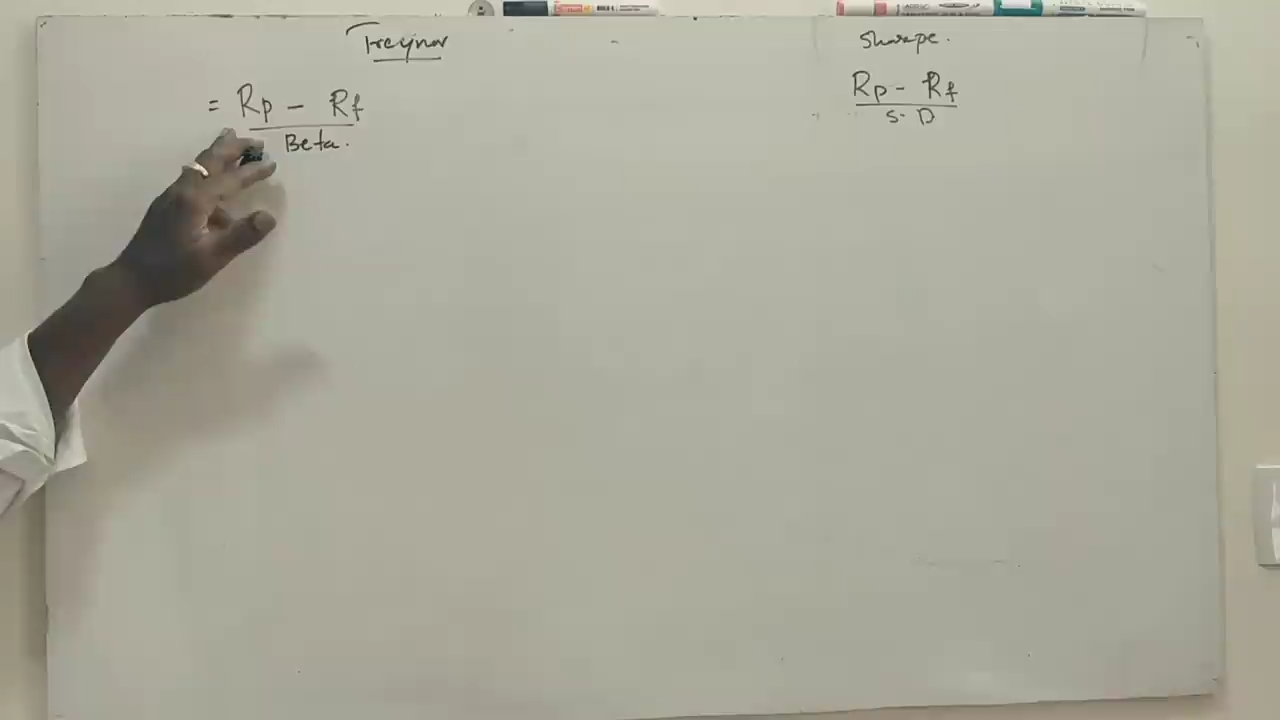 Treynor
= Rp - Rf
Beta.
Sharpe.
Rp - Rf
S. D